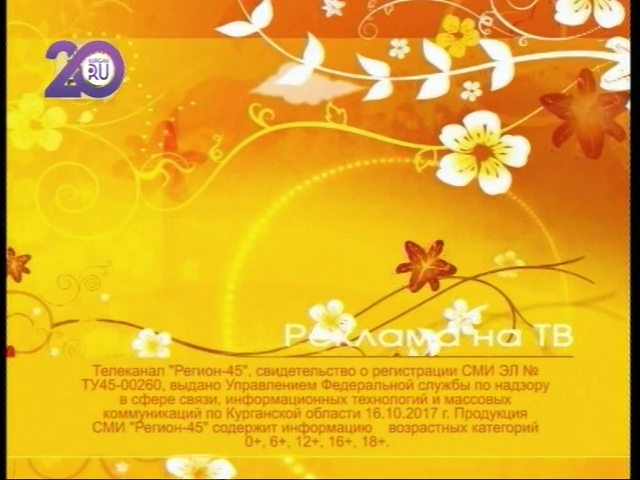 20
KURGAN
RU
Реклама на ТВ
Телеканал "Регион-45", свидетельство о регистрации СМИ ЭЛ №
ТУ45-00260, выдано Управлением Федеральной службы по надзору
в сфере связи, информационных технологий и массовых
коммуникаций по Курганской области 16.10.2017 г. Продукция
СМИ "Регион-45" содержит информацию возрастных категорий
0+, 6+, 12+, 16+, 18+.